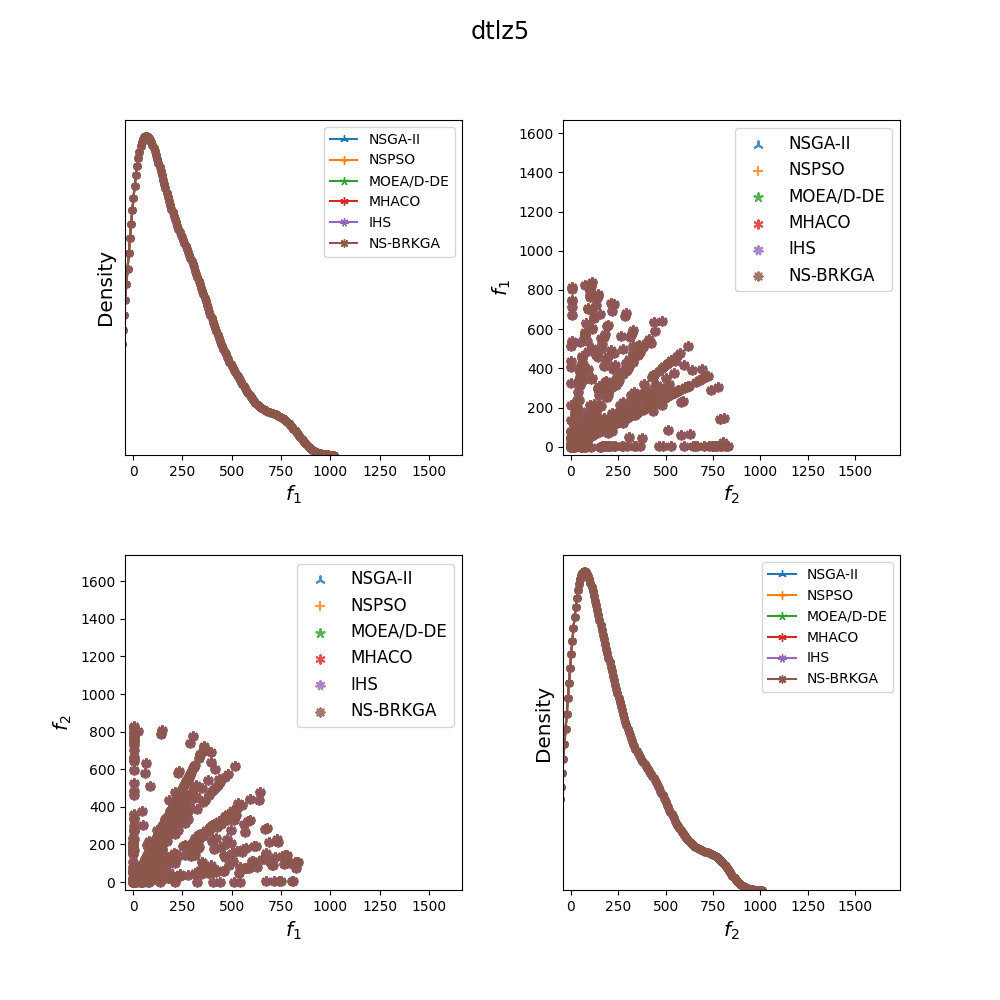 dtlz5
Density
NSGA-II
NSPSO
MOEA/D-DE
MHACO
IHS
NS-BRKGA
0 250 500 750 1000 1250 1500
f1
f1
1600
1400
1200
1000
800
600
400
200
0
NSGA-II
NSPSO
MOEA/D-DE
MHACO
IHS
NS-BRKGA
0 250 500 750 1000 1250 1500
f2
f2
1600
1400
1200
1000
800
600
400
200
0
NSGA-II
NSPSO
MOEA/D-DE
MHACO
IHS
NS-BRKGA
0 250 500 750 1000 1250 1500
f1
Density
NSGA-II
NSPSO
MOEA/D-DE
MHACO
IHS
NS-BRKGA
0 250 500 750 1000 1250 1500
f2